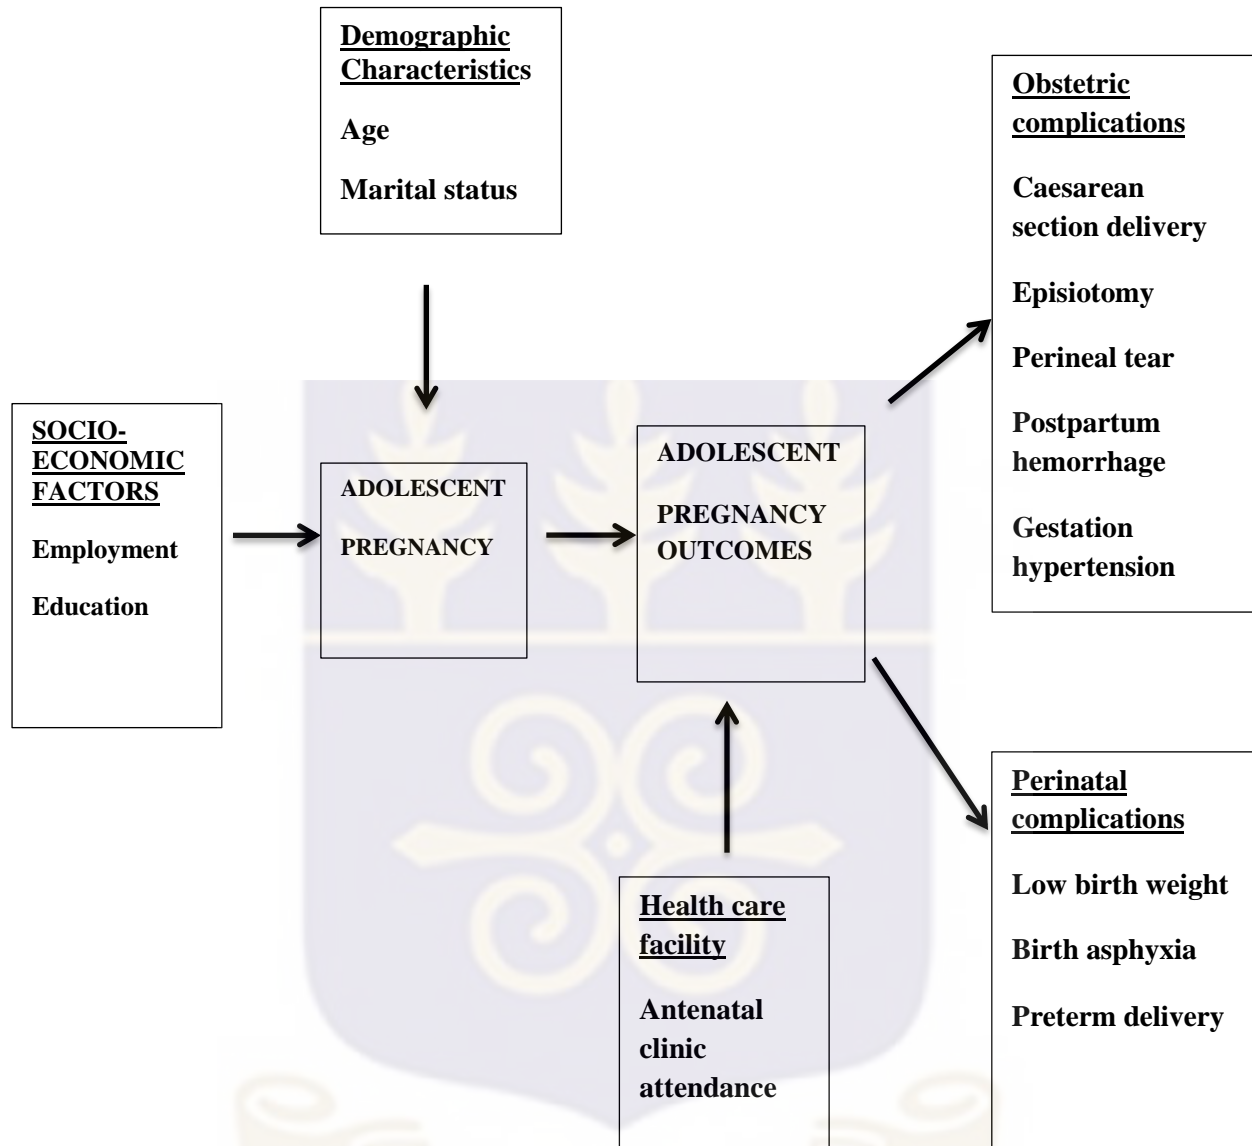 Demographic
Characteristics
Age
Marital status
SOCIO-
ECONOMIC
FACTORS
Employment
Education
ADOLESCENT
PREGNANCY
ADOLESCENT
PREGNANCY
OUTCOMES
Health care
facility
Antenatal
clinic
attendance
Obstetric
complications
Caesarean
section delivery
Episiotomy
Perineal tear
Postpartum
hemorrhage
Gestation
hypertension
Perinatal
complications
Low birth weight
Birth asphyxia
Preterm delivery